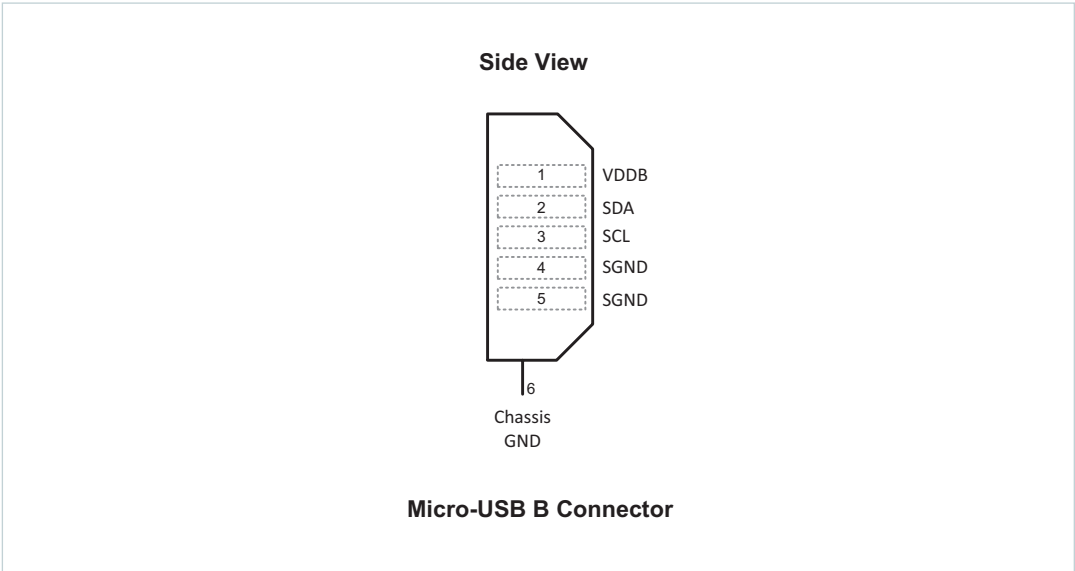 Side View
1 VDDB
2 SDA
3 SCL
4 SGND
5 SGND
6
Chassis
GND
Micro-USB B Connector